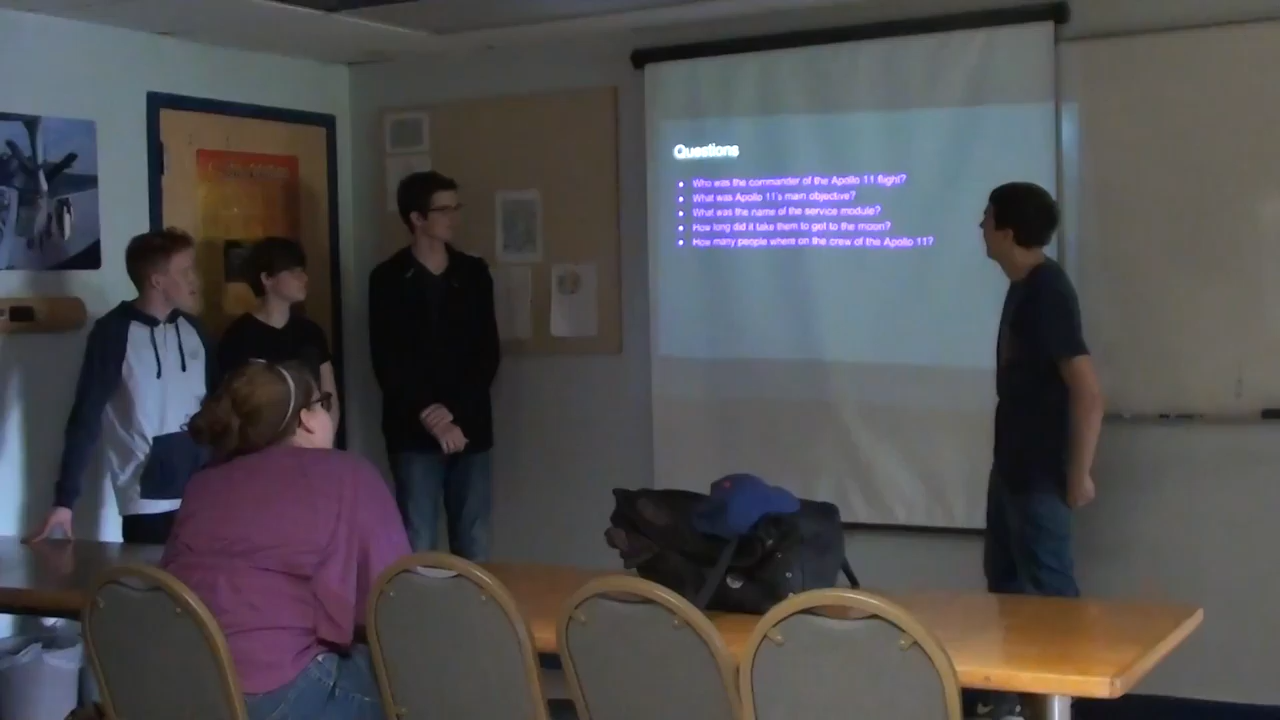 Questions
• Who was the commander of the Apollo 11 flight?
• What was Apollo 11's main objective?
• What was the name of the service module?
• How long did it take them to get to the moon?
• How many people where on the crew of the Apollo 11?